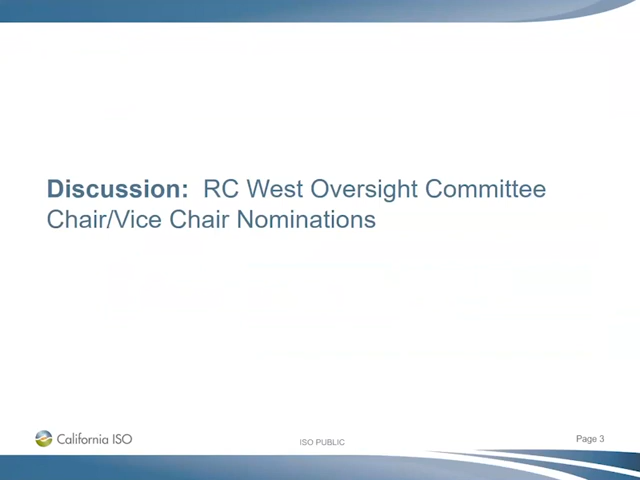 Discussion: RC West Oversight Committee
Chair/Vice Chair Nominations
California ISO
ISO PUBLIC
Page 3